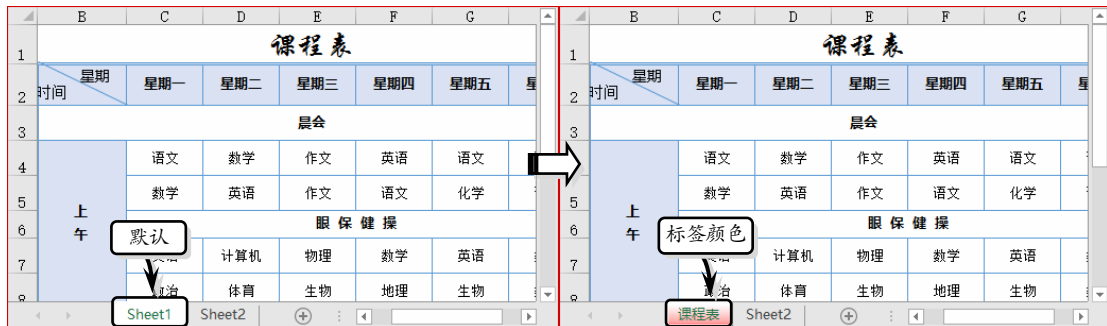 B C D E F G
1 课程表
星期
2 时间 星期一 星期二 星期三 星期四 星期五
3 晨会
4 语文 数学 作文 英语 语文
5 数学 英语 作文 语文 化学
上
6 午 眼 保 健 操
默认
7 计算机 物理 数学 英语
体育 生物 地理 生物
Sheet1 Sheet2
B C D E F G
1 课程表
星期
2 时间 星期一 星期二 星期三 星期四 星期五
3 晨会
4 语文 数学 作文 英语 语文
5 数学 英语 作文 语文 化学
上
6 午 眼 保 健 操
标签颜色
7 计算机 物理 数学 英语
体育 生物 地理 生物
课程表 Sheet2